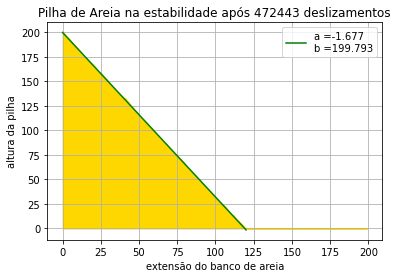 Pilha de Areia na estabilidade após 472443 deslizamentos
200
175
150
125
100
75
50
25
0
altura da pilha
a =-1.677
b =199.793
0 25 50 75 100 125 150 175 200
extensão do banco de areia